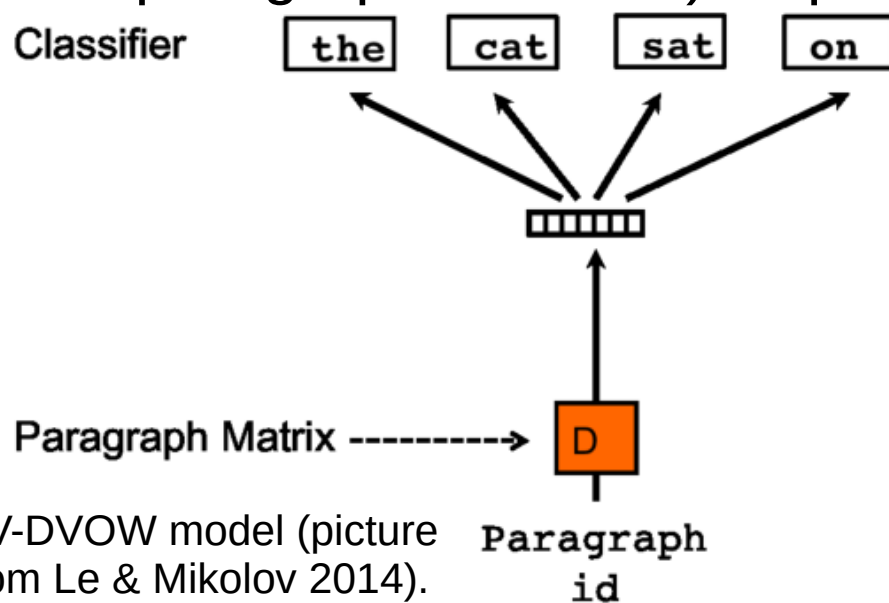 Classifier the cat sat on
Paragraph Matrix D
V-DVOW model (picture
om Le & Mikolov 2014).
Paragraph
id